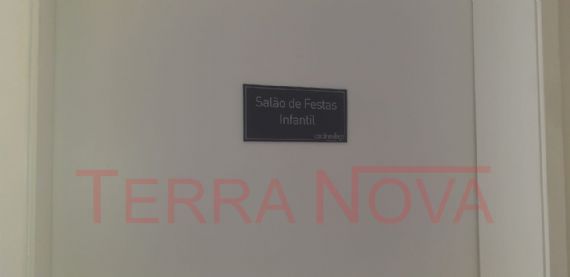 Salão de Festas
Infantil
TERRA NOVA